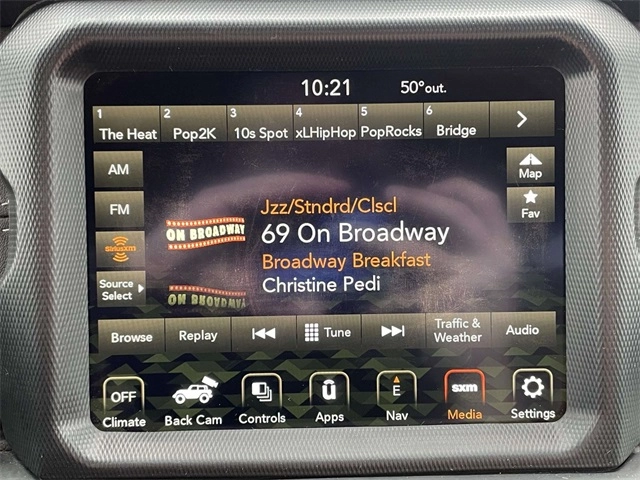 10:21 50°out.
1 2 3 4 5 6
The Heat Pop2K 10s Spot xLHipHop PopRocks Bridge
AM
Map
FM
Fav
Jzz/Stndrd/Clscl
ON BROADWAY
69 On Broadway
SiriusXM
Broadway Breakfast
Source
Select
Christine Pedi
ON BROADWAY
Browse Replay Tune Traffic &
Weather Audio
OFF
E
sxm
Climate Back Cam Controls Apps Nav Media Settings